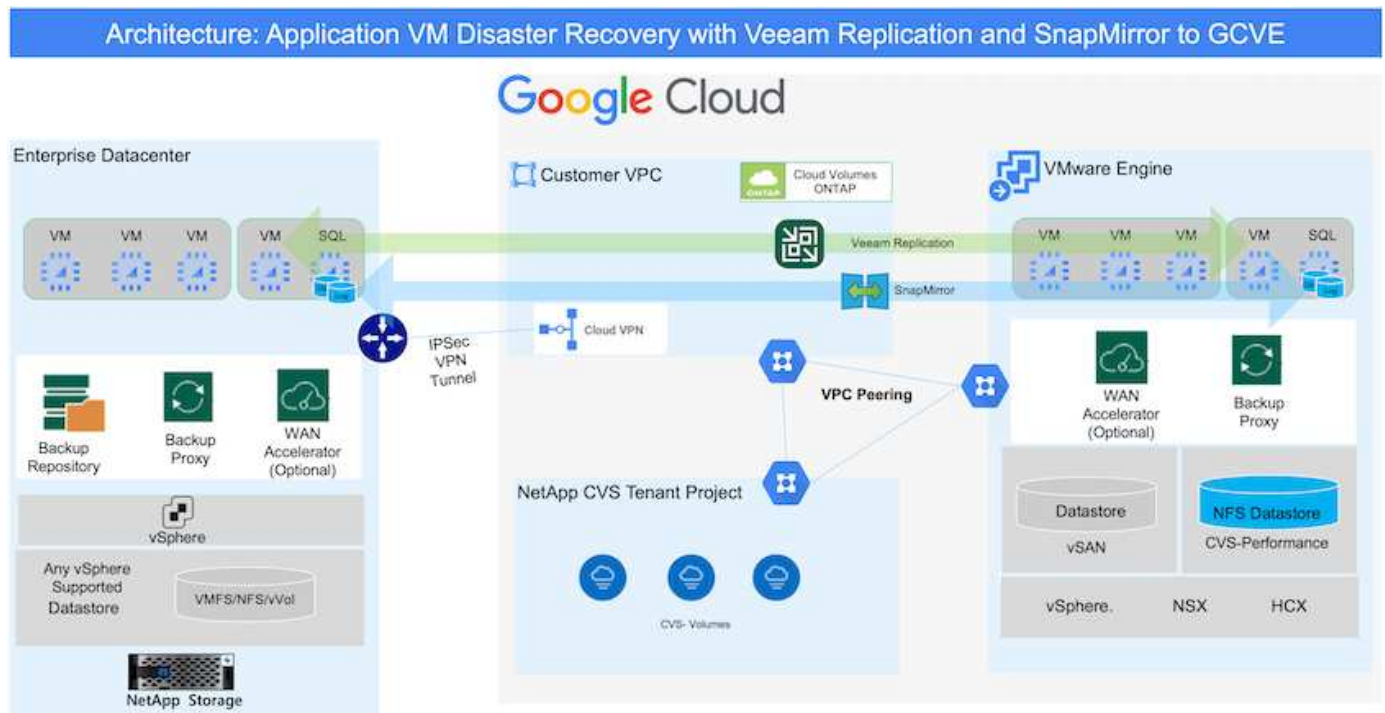 Architecture: Application VM Disaster Recovery with Veeam Replication and SnapMirror to GCVE
Google Cloud
Enterprise Datacenter
VM
VM
VM
VM
SQL
IPSec
VPN
Tunnel
Backup
Repository
Backup
Proxy
WAN
Accelerator
(Optional)
vSphere
Any vSphere
Supported
Datastore
VMFS/NFS/vVol
NetApp Storage
Customer VPC
ONTAP
Cloud Volumes
ONTAP
Veeam Replication
SnapMirror
Cloud VPN
VPC Peering
NetApp CVS Tenant Project
CVS- Volumes
VMware Engine
VM
VM
VM
VM
SQL
WAN
Accelerator
(Optional)
Backup
Proxy
Datastore
vSAN
NFS Datastore
CVS-Performance
vSphere.
NSX
HCX